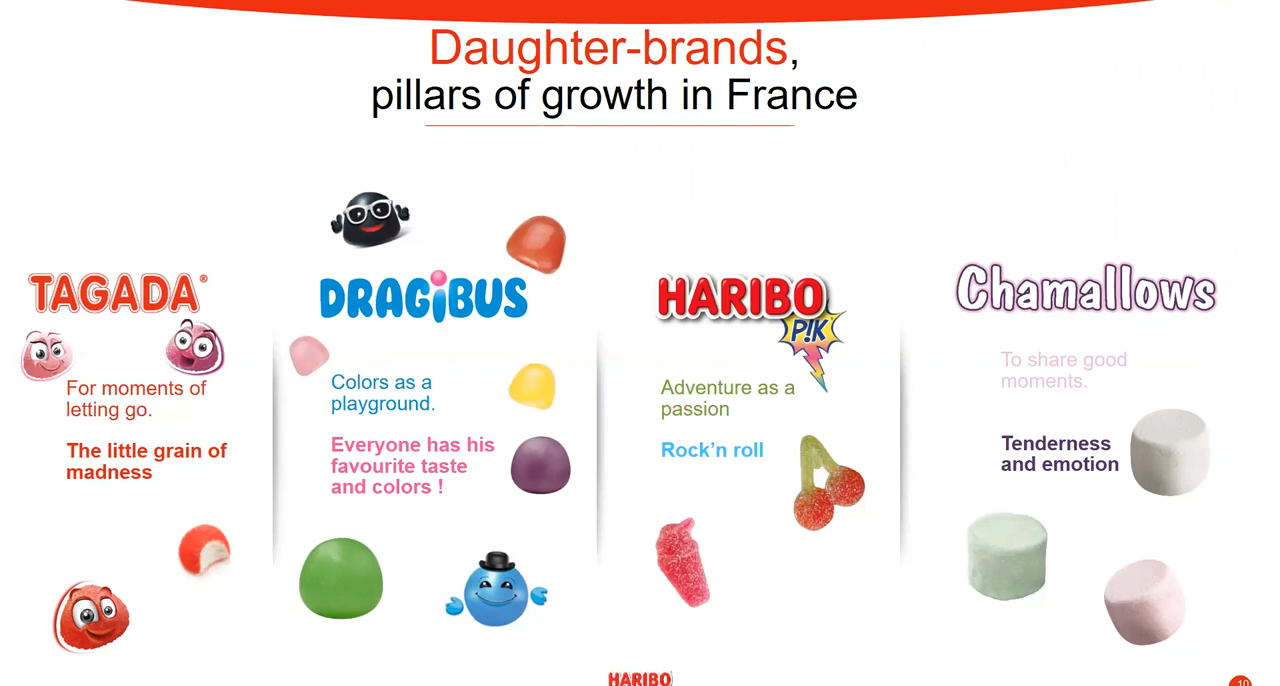 Daughter-brands,
pillars of growth in France
TAGADA®
For moments of
letting go.
The little grain of
madness
DRAGiBUS
Colors as a
playground.
Everyone has his
favourite taste
and colors !
HARIBO
P!K
Adventure as a
passion
Rock'n roll
Chamallows
To share good
moments.
Tenderness
and emotion
HARIBO
10